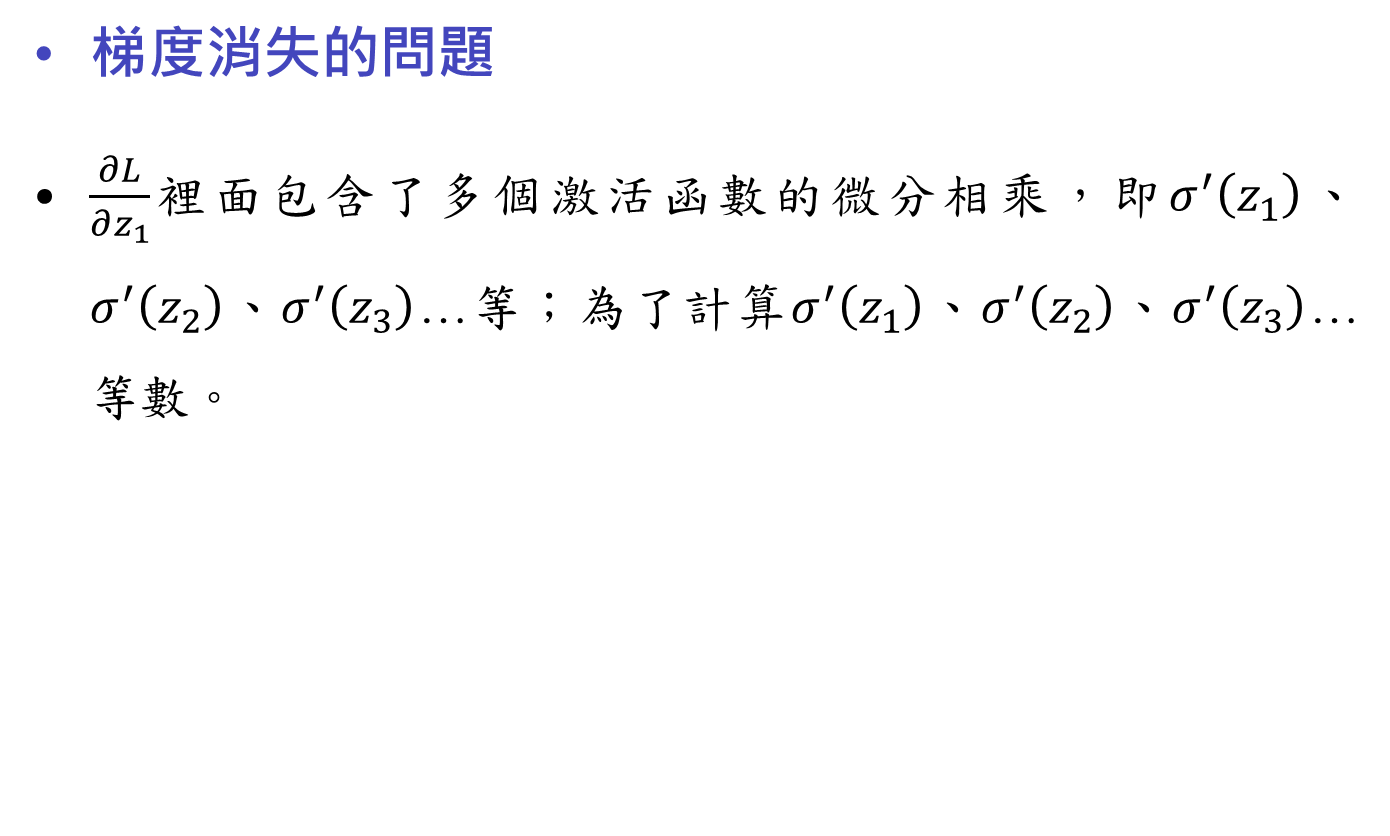 • 梯度消失的問題
• ∂L/∂z₁裡面包含了多個激活函數的微分相乘，即σ′(z₁)、
σ′(z₂)、σ′(z₃)…等；為了計算σ′(z₁)、σ′(z₂)、σ′(z₃)…
等數。